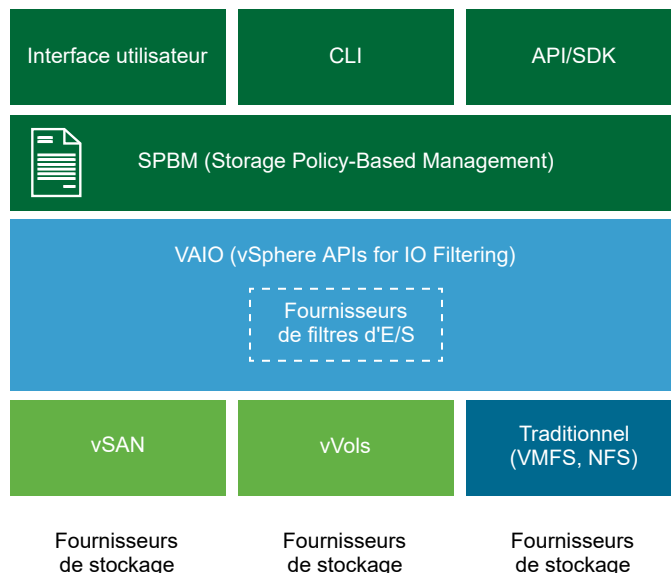 Interface utilisateur
CLI
API/SDK
SPBM (Storage Policy-Based Management)
VAIO (vSphere APIs for IO Filtering)
Fournisseurs
de filtres d'E/S
vSAN
vVols
Traditionnel
(VMFS, NFS)
Fournisseurs
de stockage
Fournisseurs
de stockage
Fournisseurs
de stockage